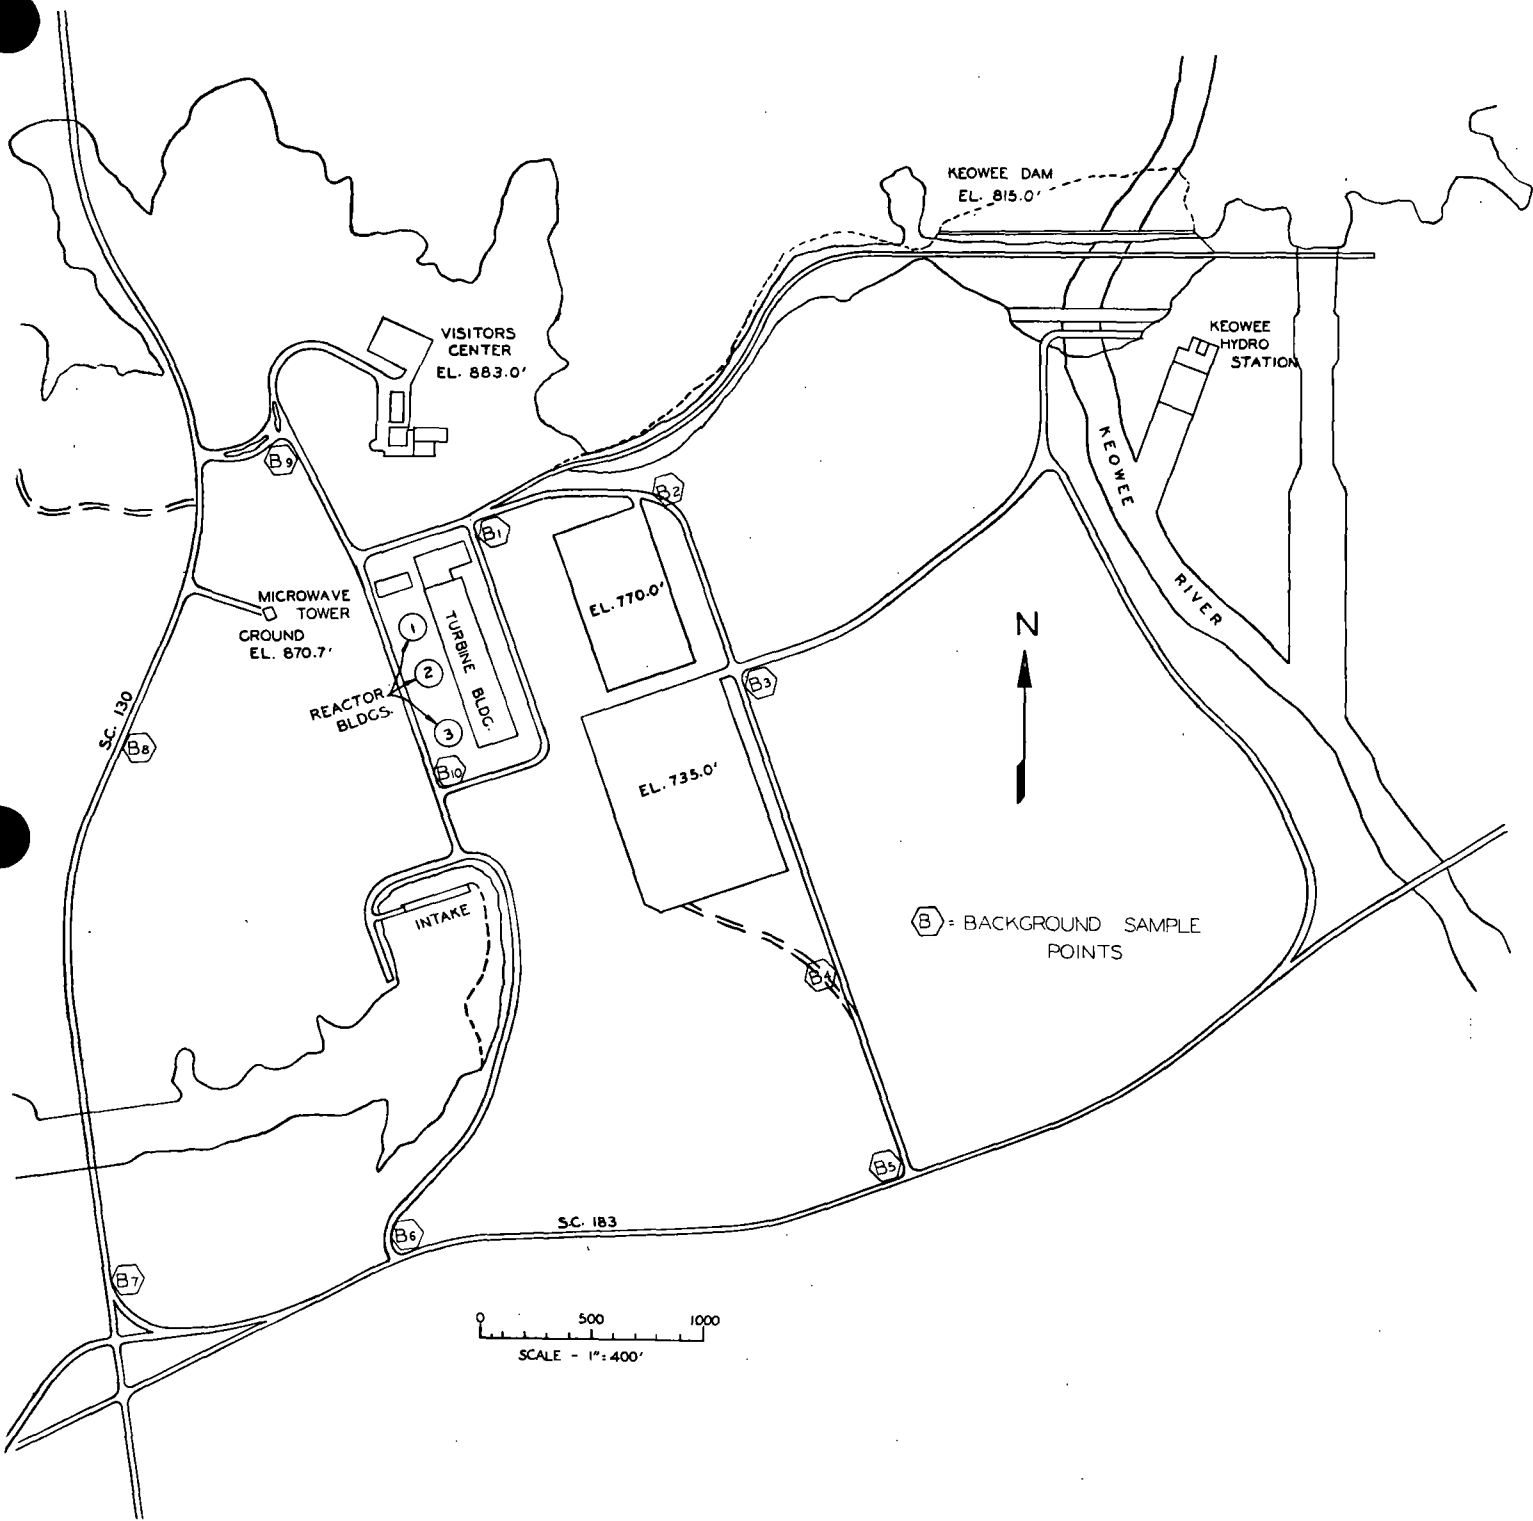 KEOWEE DAM
EL. 815.0'
VISITORS
CENTER
EL. 883.0'
KEOWEE
HYDRO
STATION
KEOWEE
RIVER
B9
B2
B1
MICROWAVE
TOWER
GROUND
EL. 870.7'
EL. 770.0'
TURBINE BLDG.
1
2
3
REACTOR
BLDGS.
N
B3
S.C. 130
B8
B10
EL. 735.0'
INTAKE
B = BACKGROUND SAMPLE
POINTS
B4
B5
B6
S.C. 183
B7
0 500 1000
SCALE - 1" = 400'